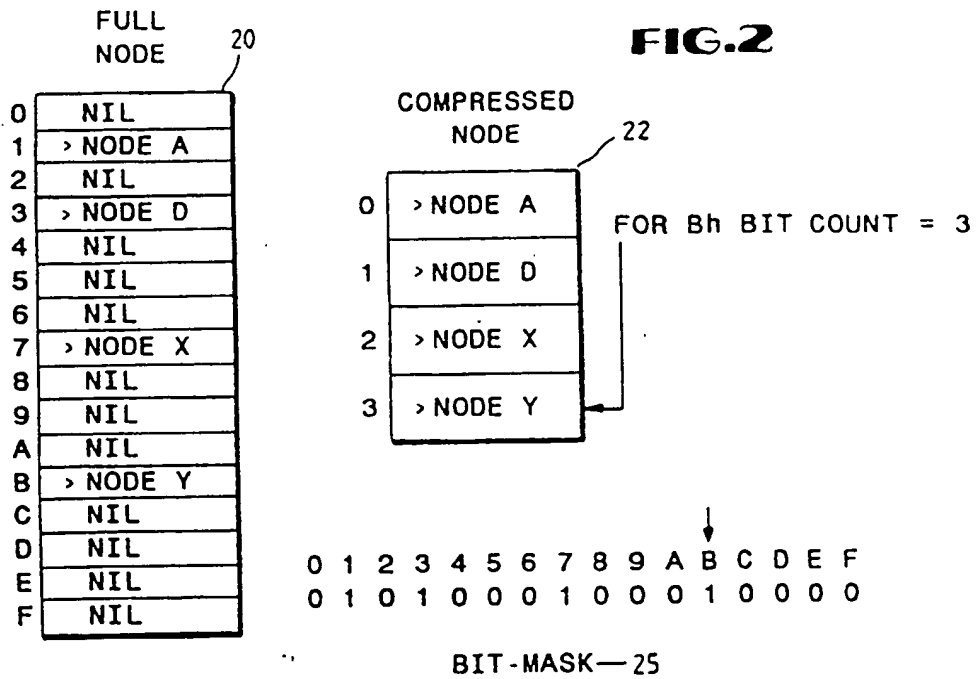 FULL
NODE
20
FIG.2
0 NIL
1 > NODE A
2 NIL
3 > NODE D
4 NIL
5 NIL
6 NIL
7 > NODE X
8 NIL
9 NIL
A NIL
B > NODE Y
C NIL
D NIL
E NIL
F NIL
COMPRESSED
NODE
22
0 > NODE A
1 > NODE D
2 > NODE X
3 > NODE Y
FOR Bh BIT COUNT = 3
0 1 2 3 4 5 6 7 8 9 A B C D E F
0 1 0 1 0 0 0 1 0 0 0 1 0 0 0 0
BIT-MASK—25